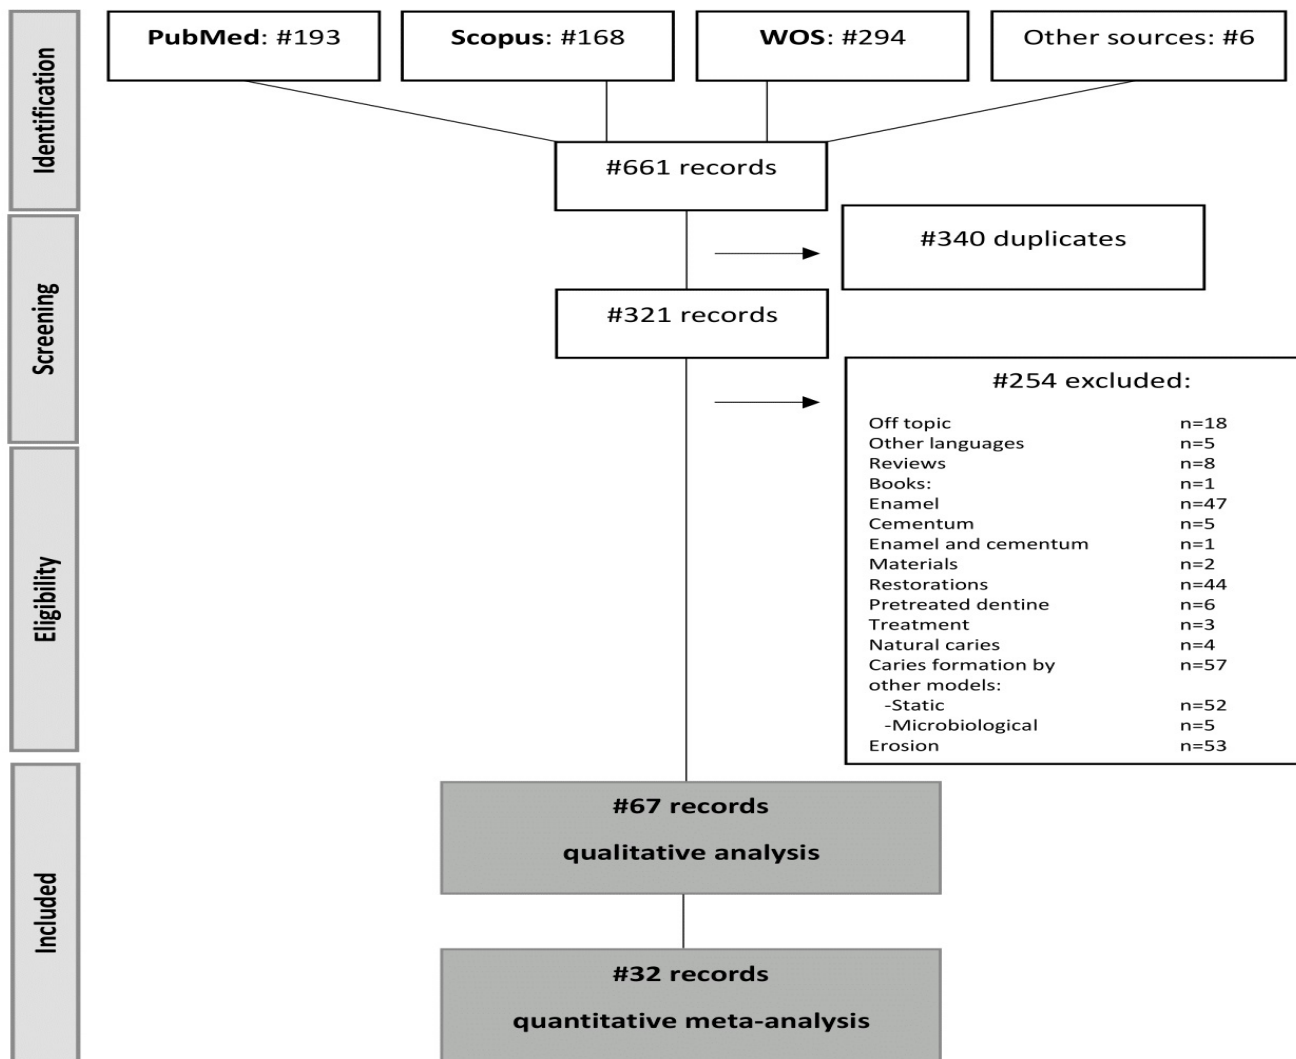 Identification
PubMed: #193
Scopus: #168
WOS: #294
Other sources: #6
#661 records
Screening
#340 duplicates
#321 records
#254 excluded:
Off topic n=18
Other languages n=5
Reviews n=8
Books: n=1
Enamel n=47
Cementum n=5
Enamel and cementum n=1
Materials n=2
Restorations n=44
Pretreated dentine n=6
Treatment n=3
Natural caries n=4
Caries formation by n=57
other models:
-Static n=52
-Microbiological n=5
Erosion n=53
Eligibility
Included
#67 records
qualitative analysis
#32 records
quantitative meta-analysis